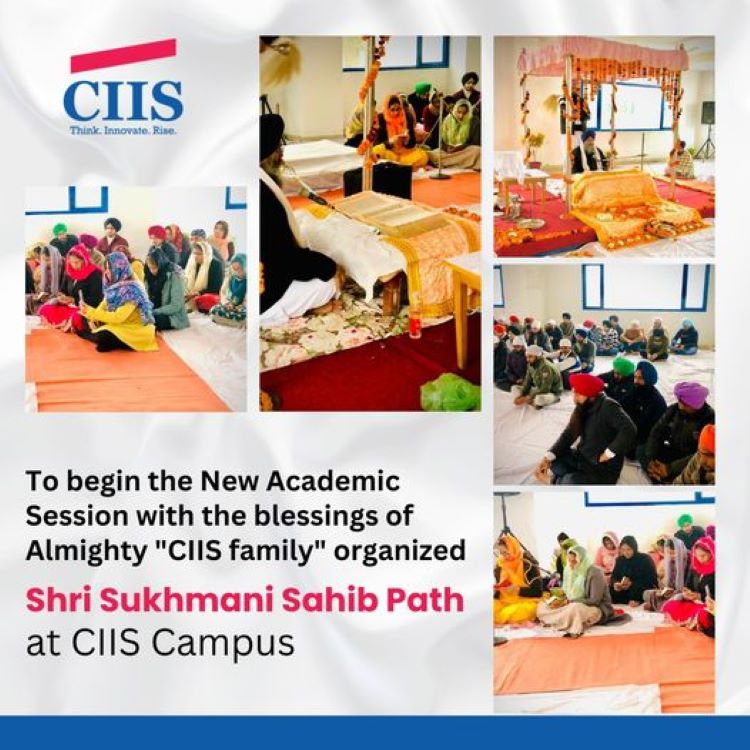 CIIS
Think. Innovate. Rise.
To begin the New Academic
Session with the blessings of
Almighty "CIIS family" organized
Shri Sukhmani Sahib Path
at CIIS Campus